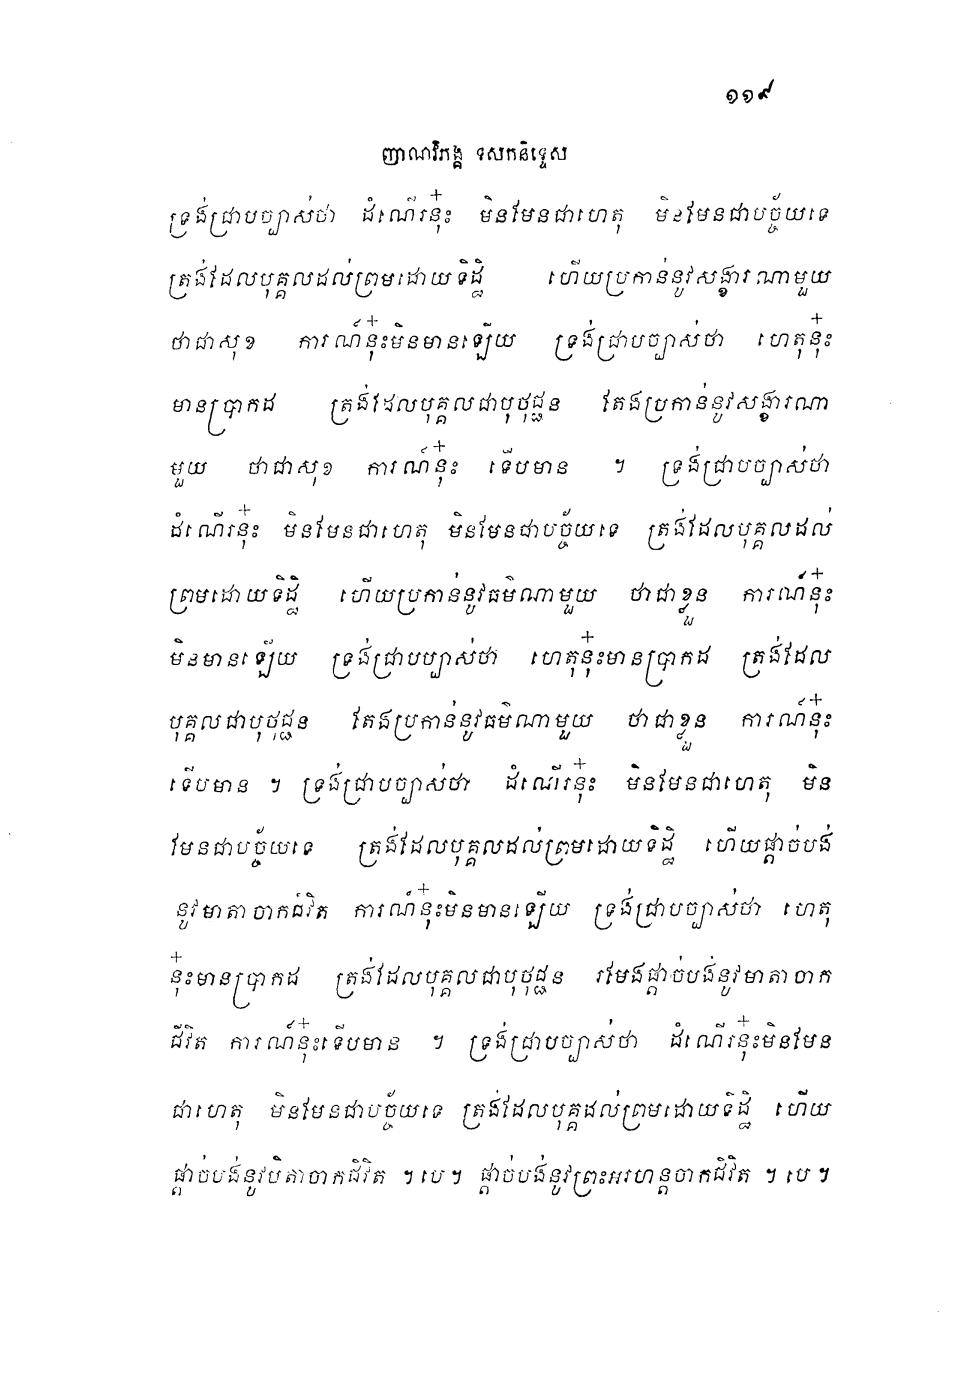 ១១៩
ញាណវិភង្គ ទសកនិទ្ទេស
ទ្រង់ជ្រាបច្បាស់ថា ដំណើរនុ៎ះ មិនមែនជាហេតុ មិនមែនជាបច្ច័យទេ
ត្រង់ដែលបុគ្គលដល់ព្រមដោយទិដ្ឋិ ហើយប្រកាន់នូវសង្ខារណាមួយ
ថាជាសុខ ការណ៍នុ៎ះមិនមានឡើយ ទ្រង់ជ្រាបច្បាស់ថា ហេតុនុ៎ះ
មានប្រាកដ ត្រង់ដែលបុគ្គលជាបុថុជ្ជន តែងប្រកាន់នូវសង្ខារណា
មួយ ថាជាសុខ ការណ៍នុ៎ះ ទើបមាន ។ ទ្រង់ជ្រាបច្បាស់ថា
ដំណើរនុ៎ះ មិនមែនជាហេតុ មិនមែនជាបច្ច័យទេ ត្រង់ដែលបុគ្គលដល់
ព្រមដោយទិដ្ឋិ ហើយប្រកាន់នូវធម៌ណាមួយ ថាជាខ្លួន ការណ៍នុ៎ះ
មិនមានឡើយ ទ្រង់ជ្រាបច្បាស់ថា ហេតុនុ៎ះមានប្រាកដ ត្រង់ដែល
បុគ្គលជាបុថុជ្ជន តែងប្រកាន់នូវធម៌ណាមួយ ថាជាខ្លួន ការណ៍នុ៎ះ
ទើបមាន ។ ទ្រង់ជ្រាបច្បាស់ថា ដំណើរនុ៎ះ មិនមែនជាហេតុ មិន
មែនជាបច្ច័យទេ ត្រង់ដែលបុគ្គលដល់ព្រមដោយទិដ្ឋិ ហើយផ្តាច់បង់
នូវមាតាចាកជីវិត ការណ៍នុ៎ះមិនមានឡើយ ទ្រង់ជ្រាបច្បាស់ថា ហេតុ
នុ៎ះមានប្រាកដ ត្រង់ដែលបុគ្គលជាបុថុជ្ជន រមែងផ្តាច់បង់នូវមាតាចាក
ជីវិត ការណ៍នុ៎ះទើបមាន ។ ទ្រង់ជ្រាបច្បាស់ថា ដំណើរនុ៎ះមិនមែន
ជាហេតុ មិនមែនជាបច្ច័យទេ ត្រង់ដែលបុគ្គដល់ព្រមដោយទិដ្ឋិ ហើយ
ផ្តាច់បង់នូវបិតាចាកជីវិត ។បេ។ ផ្តាច់បង់នូវព្រះអរហន្តចាកជិវិត ។ បេ។